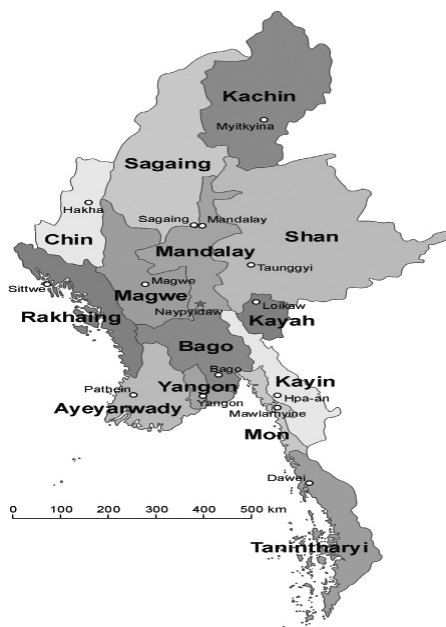 Kachin
Myitkyina
Sagaing
Hakha
Sagaing
Mandalay
Chin
Mandalay
Shan
Taunggyi
Sittwe
Magwe
Magwe
Naypyidaw
Loikaw
Rakhaing
Kayah
Bago
Bago
Kayin
Pathein
Yangon
Hpa-an
Ayeyarwady
Yangon
Mawlamyine
Mon
Dawei
0 100 200 300 400 500 km
Tanintharyi